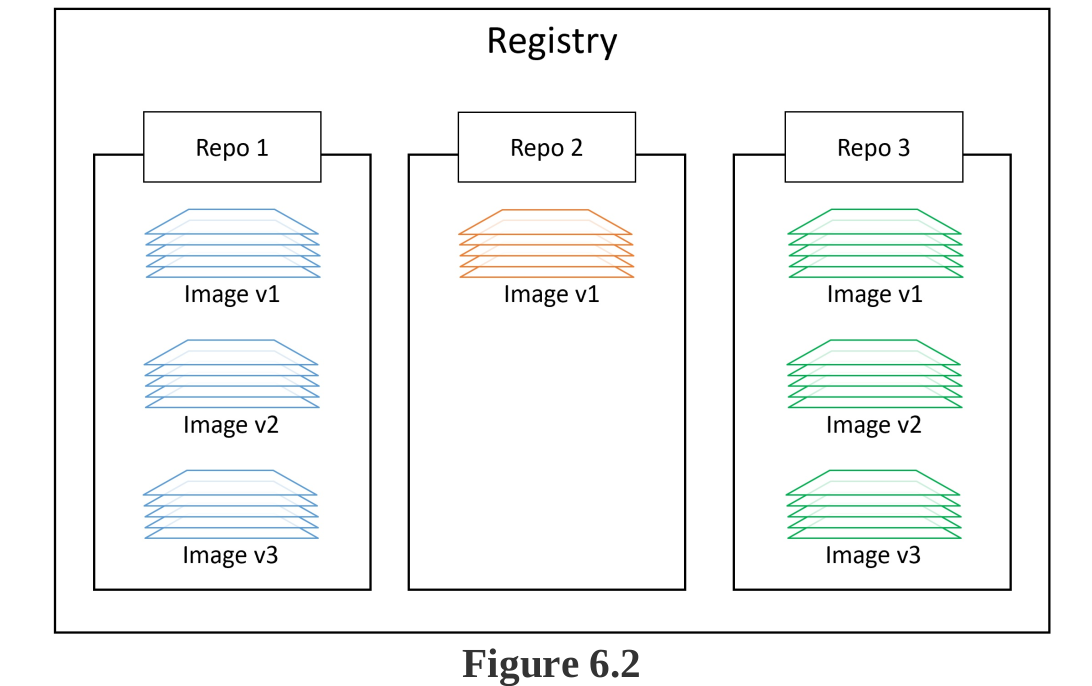 Registry
Repo 1
Image v1
Image v2
Image v3
Repo 2
Image v1
Repo 3
Image v1
Image v2
Image v3
Figure 6.2